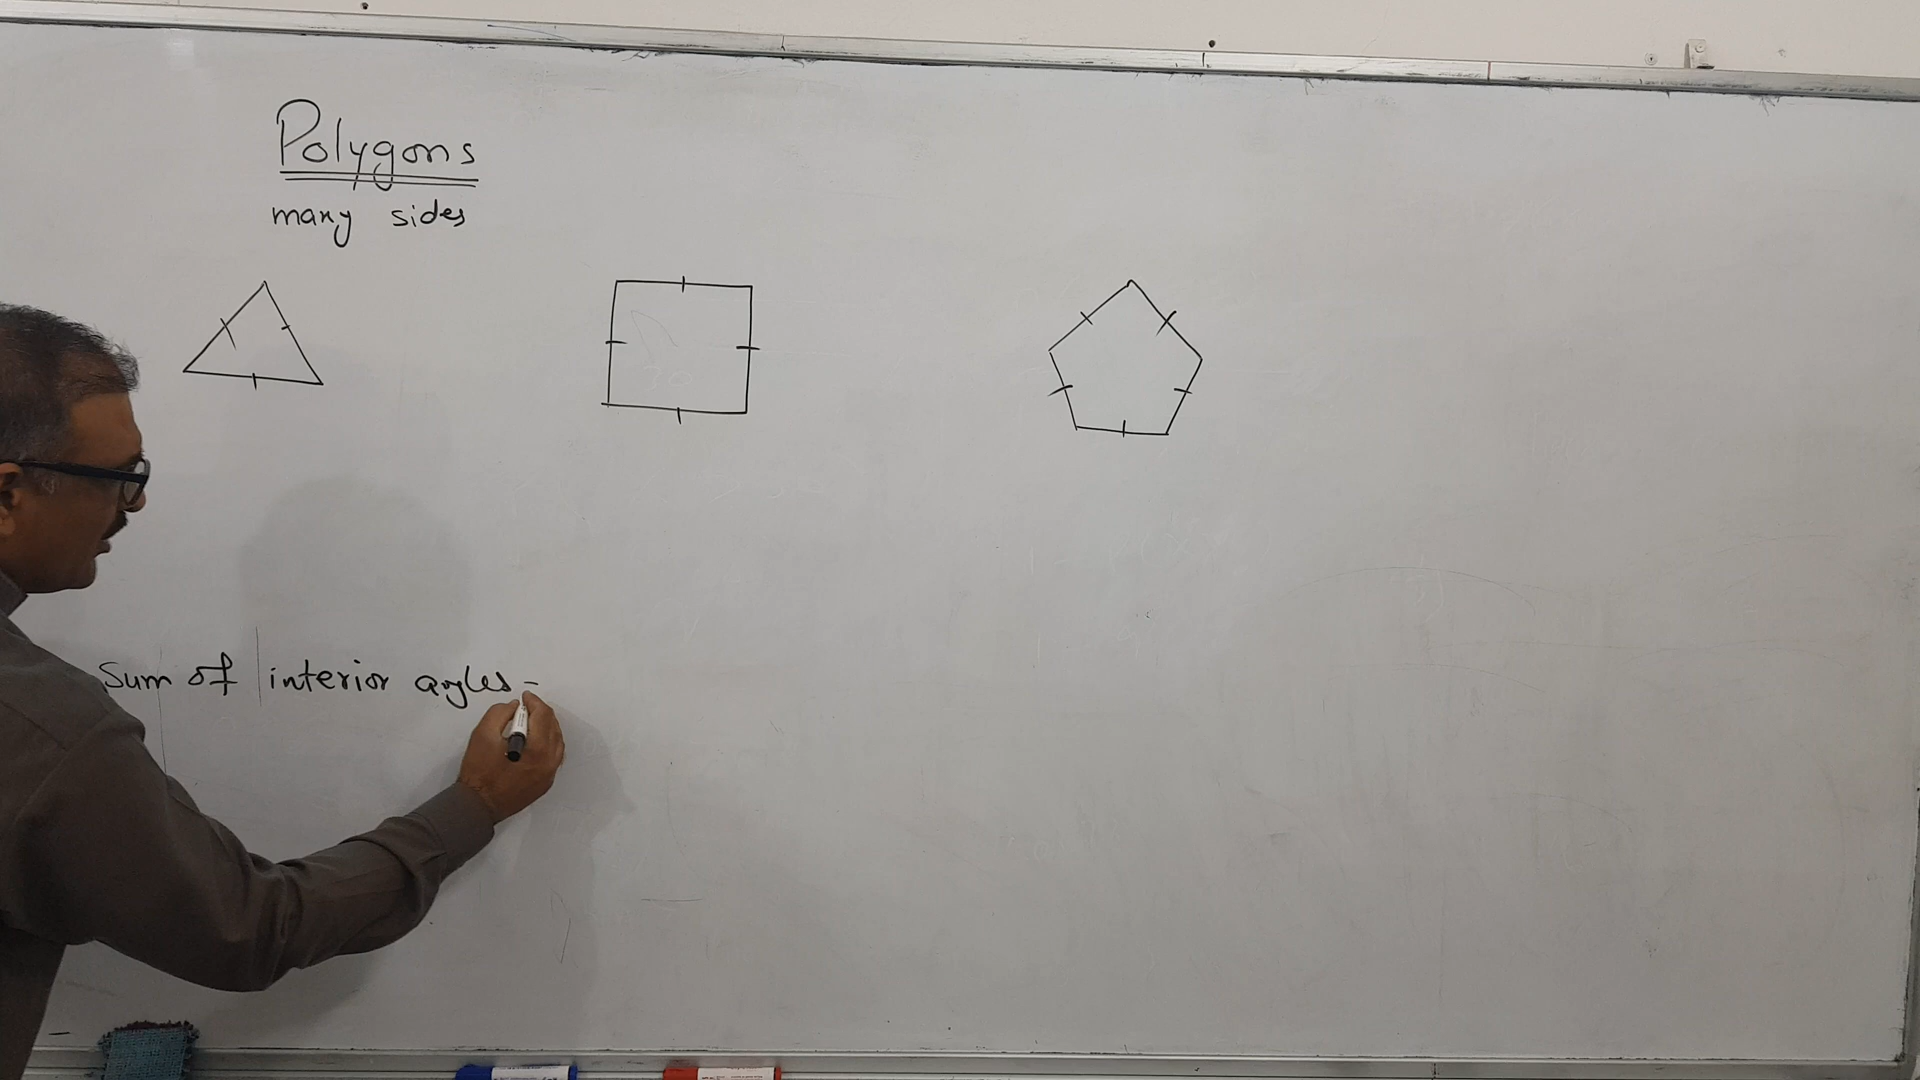 Polygons
many sides
Sum of interior angles =